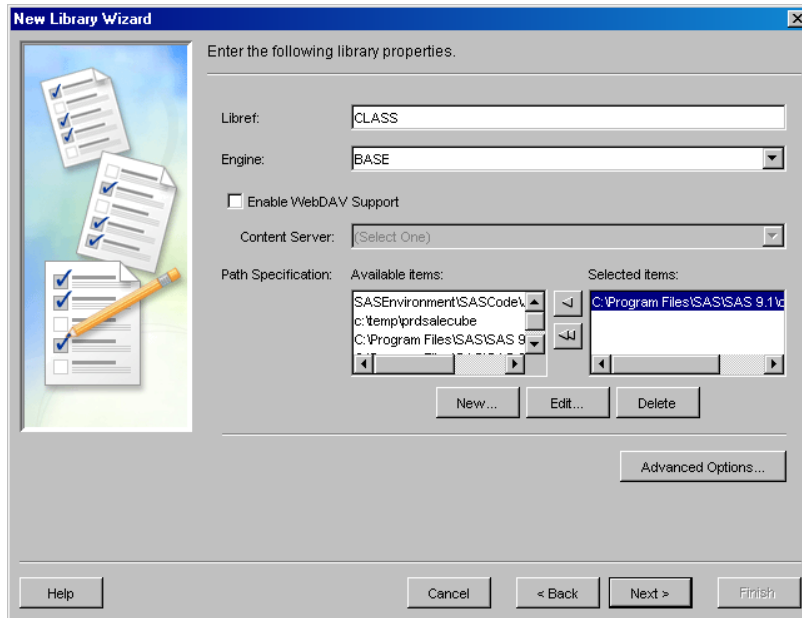 New Library Wizard
Enter the following library properties.
Libref: CLASS
Engine: BASE
Enable WebDAV Support
Content Server: (Select One)
Path Specification: Available items: Selected items:
SASEnvironment\SASCode\
c:\temp\prdsalecube
C:\Program Files\SAS\SAS 9
C:\Program Files\SAS\SAS 9.1\
New... Edit... Delete
Advanced Options...
Help Cancel < Back Next > Finish